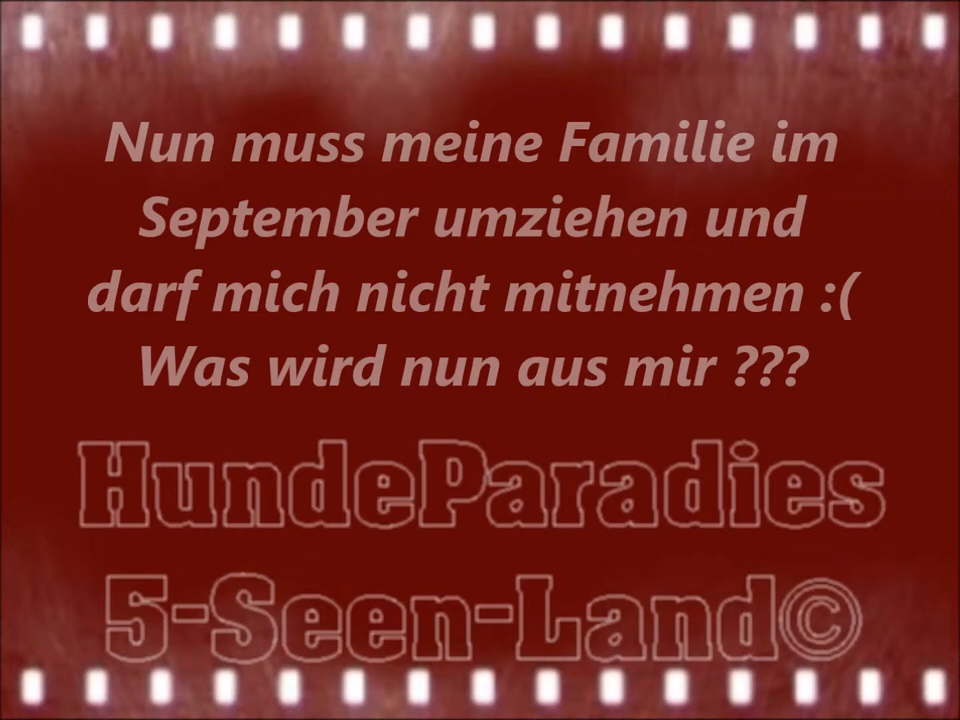 Nun muss meine Familie im
September umziehen und
darf mich nicht mitnehmen :(
Was wird nun aus mir ???
HundeParadies
5-Seen-Land©